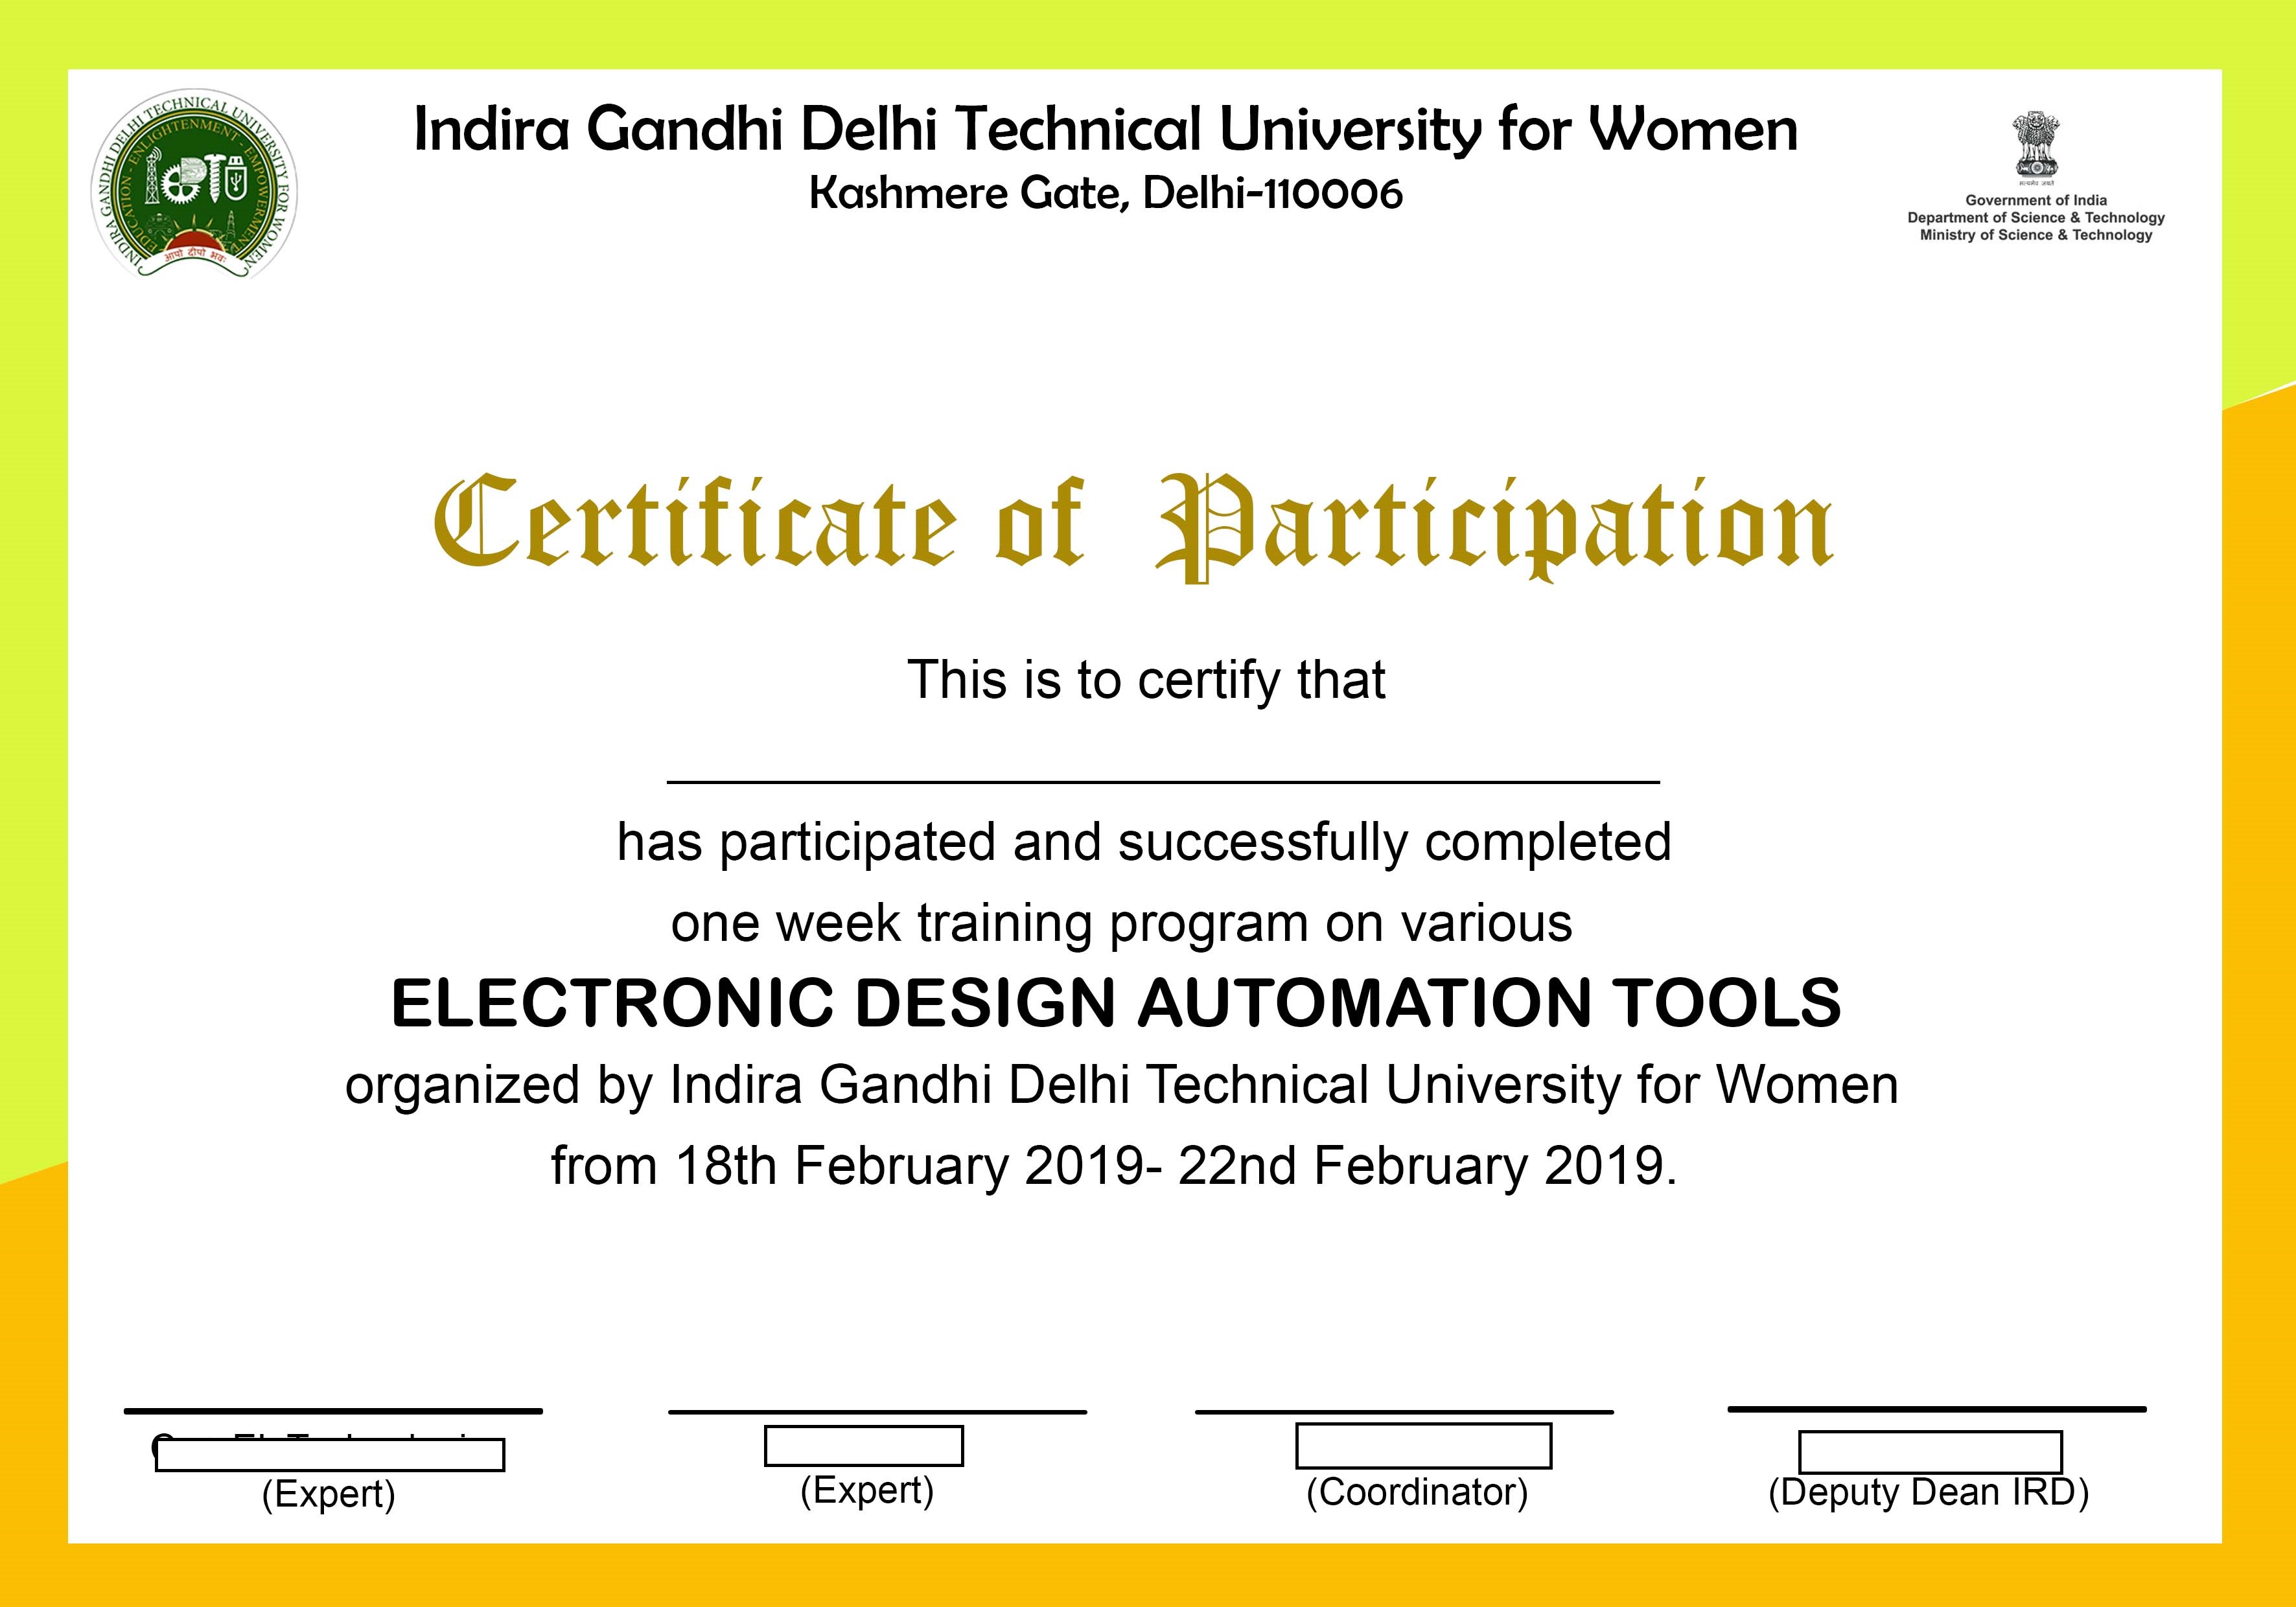 INDIRA GANDHI DELHI TECHNICAL UNIVERSITY FOR WOMEN
EDUCATION - ENLIGHTENMENT - EMPOWERMENT
आपो दीपो भवः
Indira Gandhi Delhi Technical University for Women
Kashmere Gate, Delhi-110006
सत्यमेव जयते
Government of India
Department of Science & Technology
Ministry of Science & Technology
Certificate of Participation
This is to certify that
has participated and successfully completed
one week training program on various
ELECTRONIC DESIGN AUTOMATION TOOLS
organized by Indira Gandhi Delhi Technical University for Women
from 18th February 2019- 22nd February 2019.
(Expert)
(Expert)
(Coordinator)
(Deputy Dean IRD)